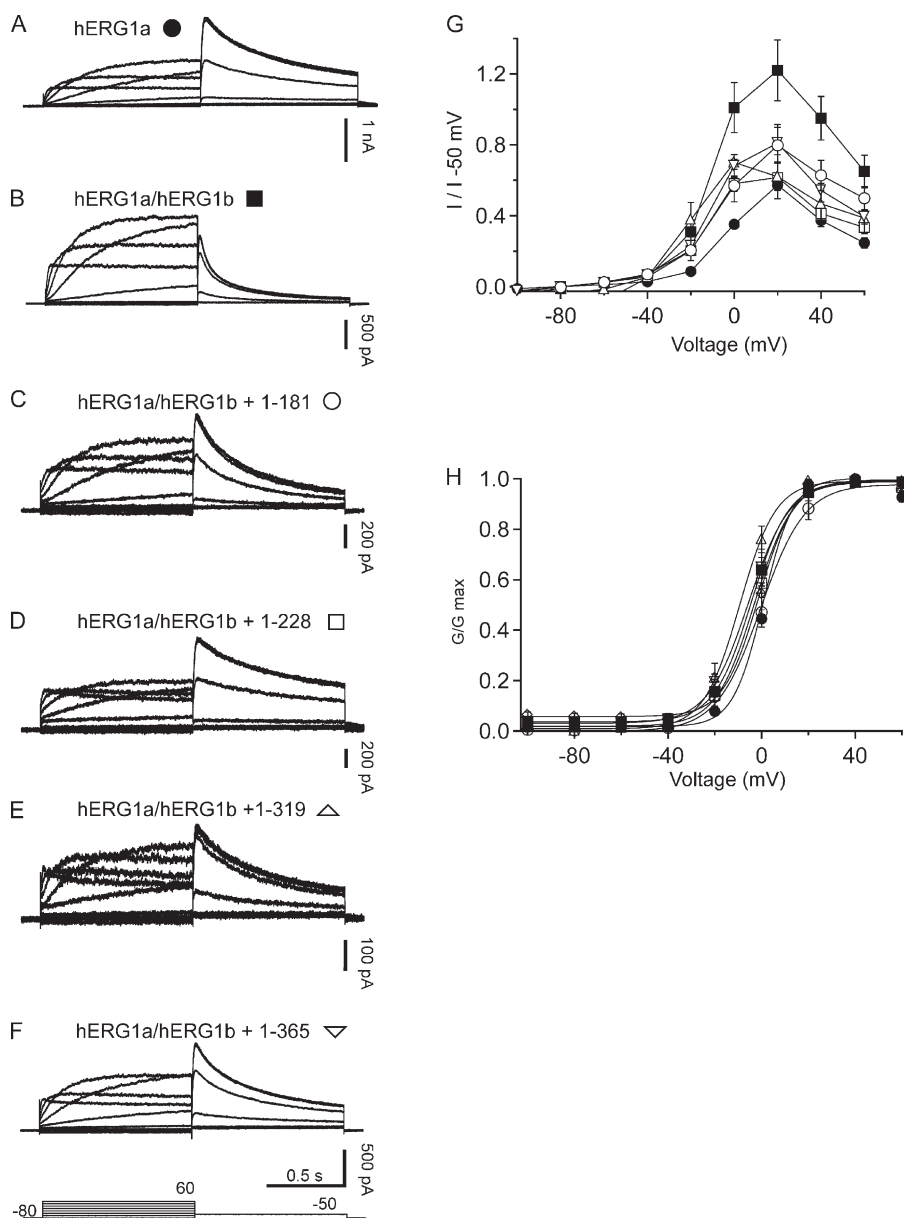 A
hERG1a
1 nA
B
hERG1a/hERG1b
500 pA
C
hERG1a/hERG1b + 1-181
200 pA
D
hERG1a/hERG1b + 1-228
200 pA
E
hERG1a/hERG1b +1-319
100 pA
F
hERG1a/hERG1b + 1-365
500 pA
0.5 s
60
-80
-50
G
I / I -50 mV
1.2
0.8
0.4
0.0
-80
-40
0
40
Voltage (mV)
H
G/G max
1.0
0.8
0.6
0.4
0.2
0.0
-80
-40
0
40
Voltage (mV)